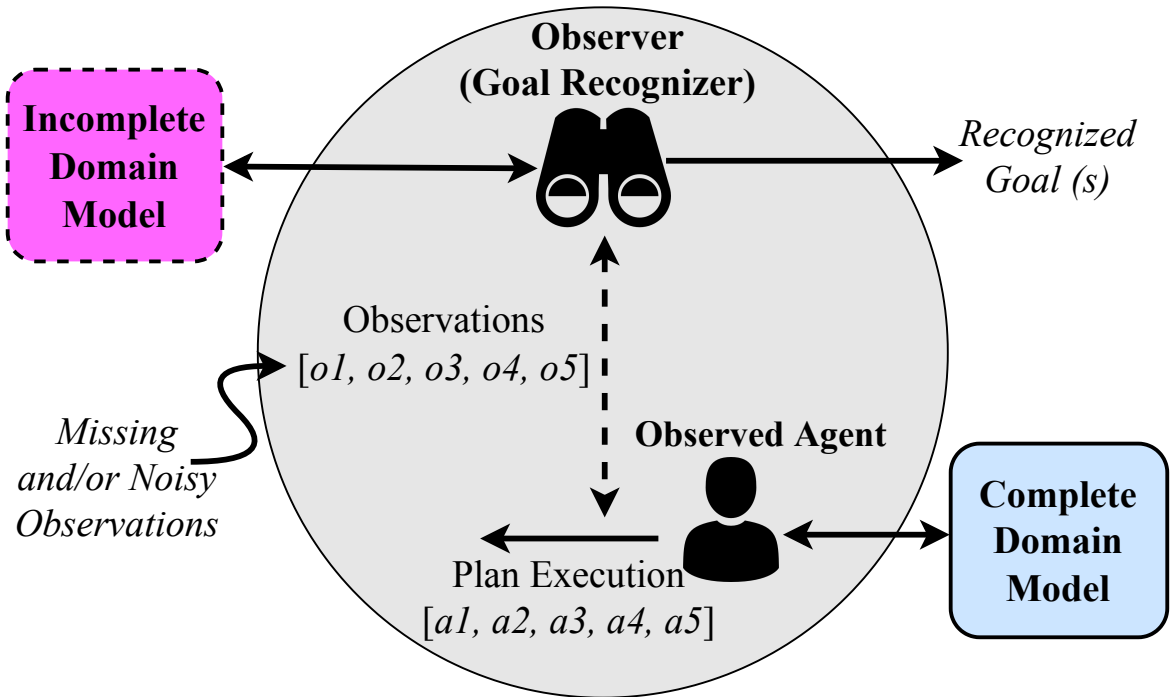 Observer
(Goal Recognizer)
Incomplete
Domain
Model
Recognized
Goal (s)
Observations
[o1, o2, o3, o4, o5]
Missing
and/or Noisy
Observations
Observed Agent
Complete
Domain
Model
Plan Execution
[a1, a2, a3, a4, a5]